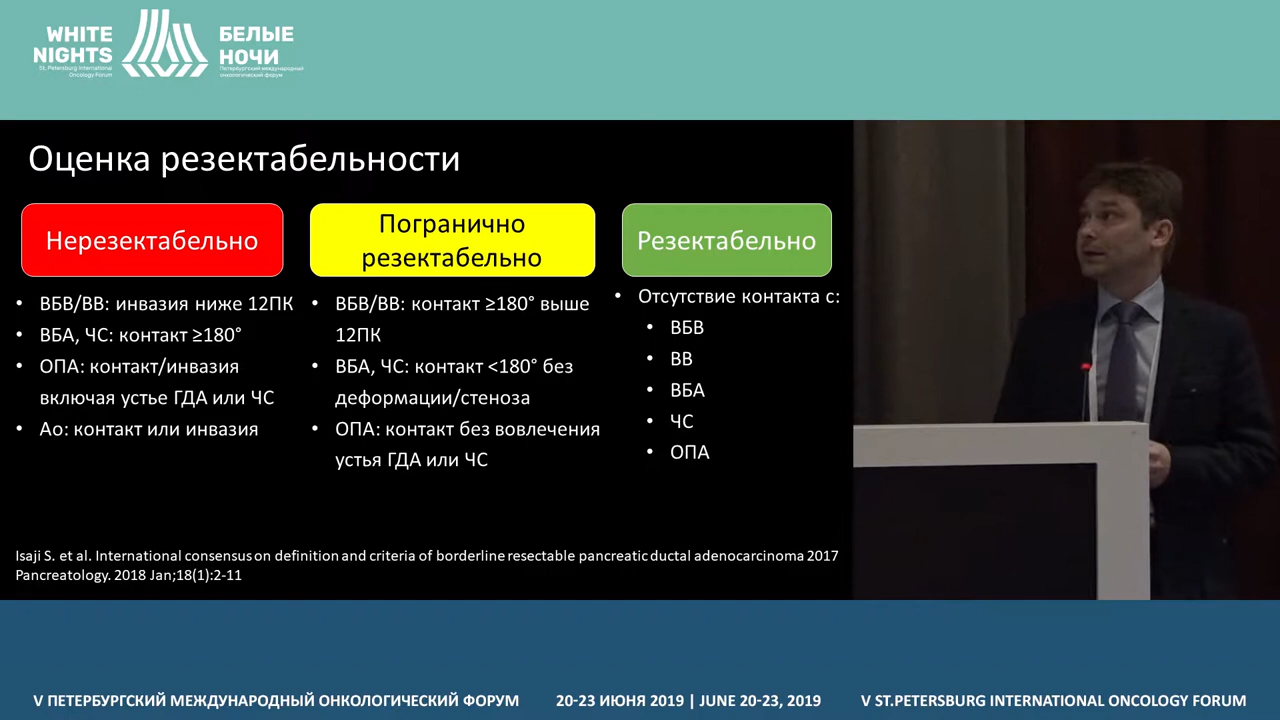 WHITE
NIGHTS
St. Petersburg International
Oncology Forum
БЕЛЫЕ
НОЧИ
Петербургский международный
онкологический форум
Оценка резектабельности
Нерезектабельно
• ВБВ/ВВ: инвазия ниже 12ПК
• ВБА, ЧС: контакт ≥180°
• ОПА: контакт/инвазия
включая устье ГДА или ЧС
• Ао: контакт или инвазия
Погранично
резектабельно
• ВБВ/ВВ: контакт ≥180° выше
12ПК
• ВБА, ЧС: контакт <180° без
деформации/стеноза
• ОПА: контакт без вовлечения
устья ГДА или ЧС
Резектабельно
• Отсутствие контакта с:
• ВБВ
• ВВ
• ВБА
• ЧС
• ОПА
Isaji S. et al. International consensus on definition and criteria of borderline resectable pancreatic ductal adenocarcinoma 2017
Pancreatology. 2018 Jan;18(1):2-11
V ПЕТЕРБУРГСКИЙ МЕЖДУНАРОДНЫЙ ОНКОЛОГИЧЕСКИЙ ФОРУМ
20-23 ИЮНЯ 2019 | JUNE 20-23, 2019
V ST.PETERSBURG INTERNATIONAL ONCOLOGY FORUM